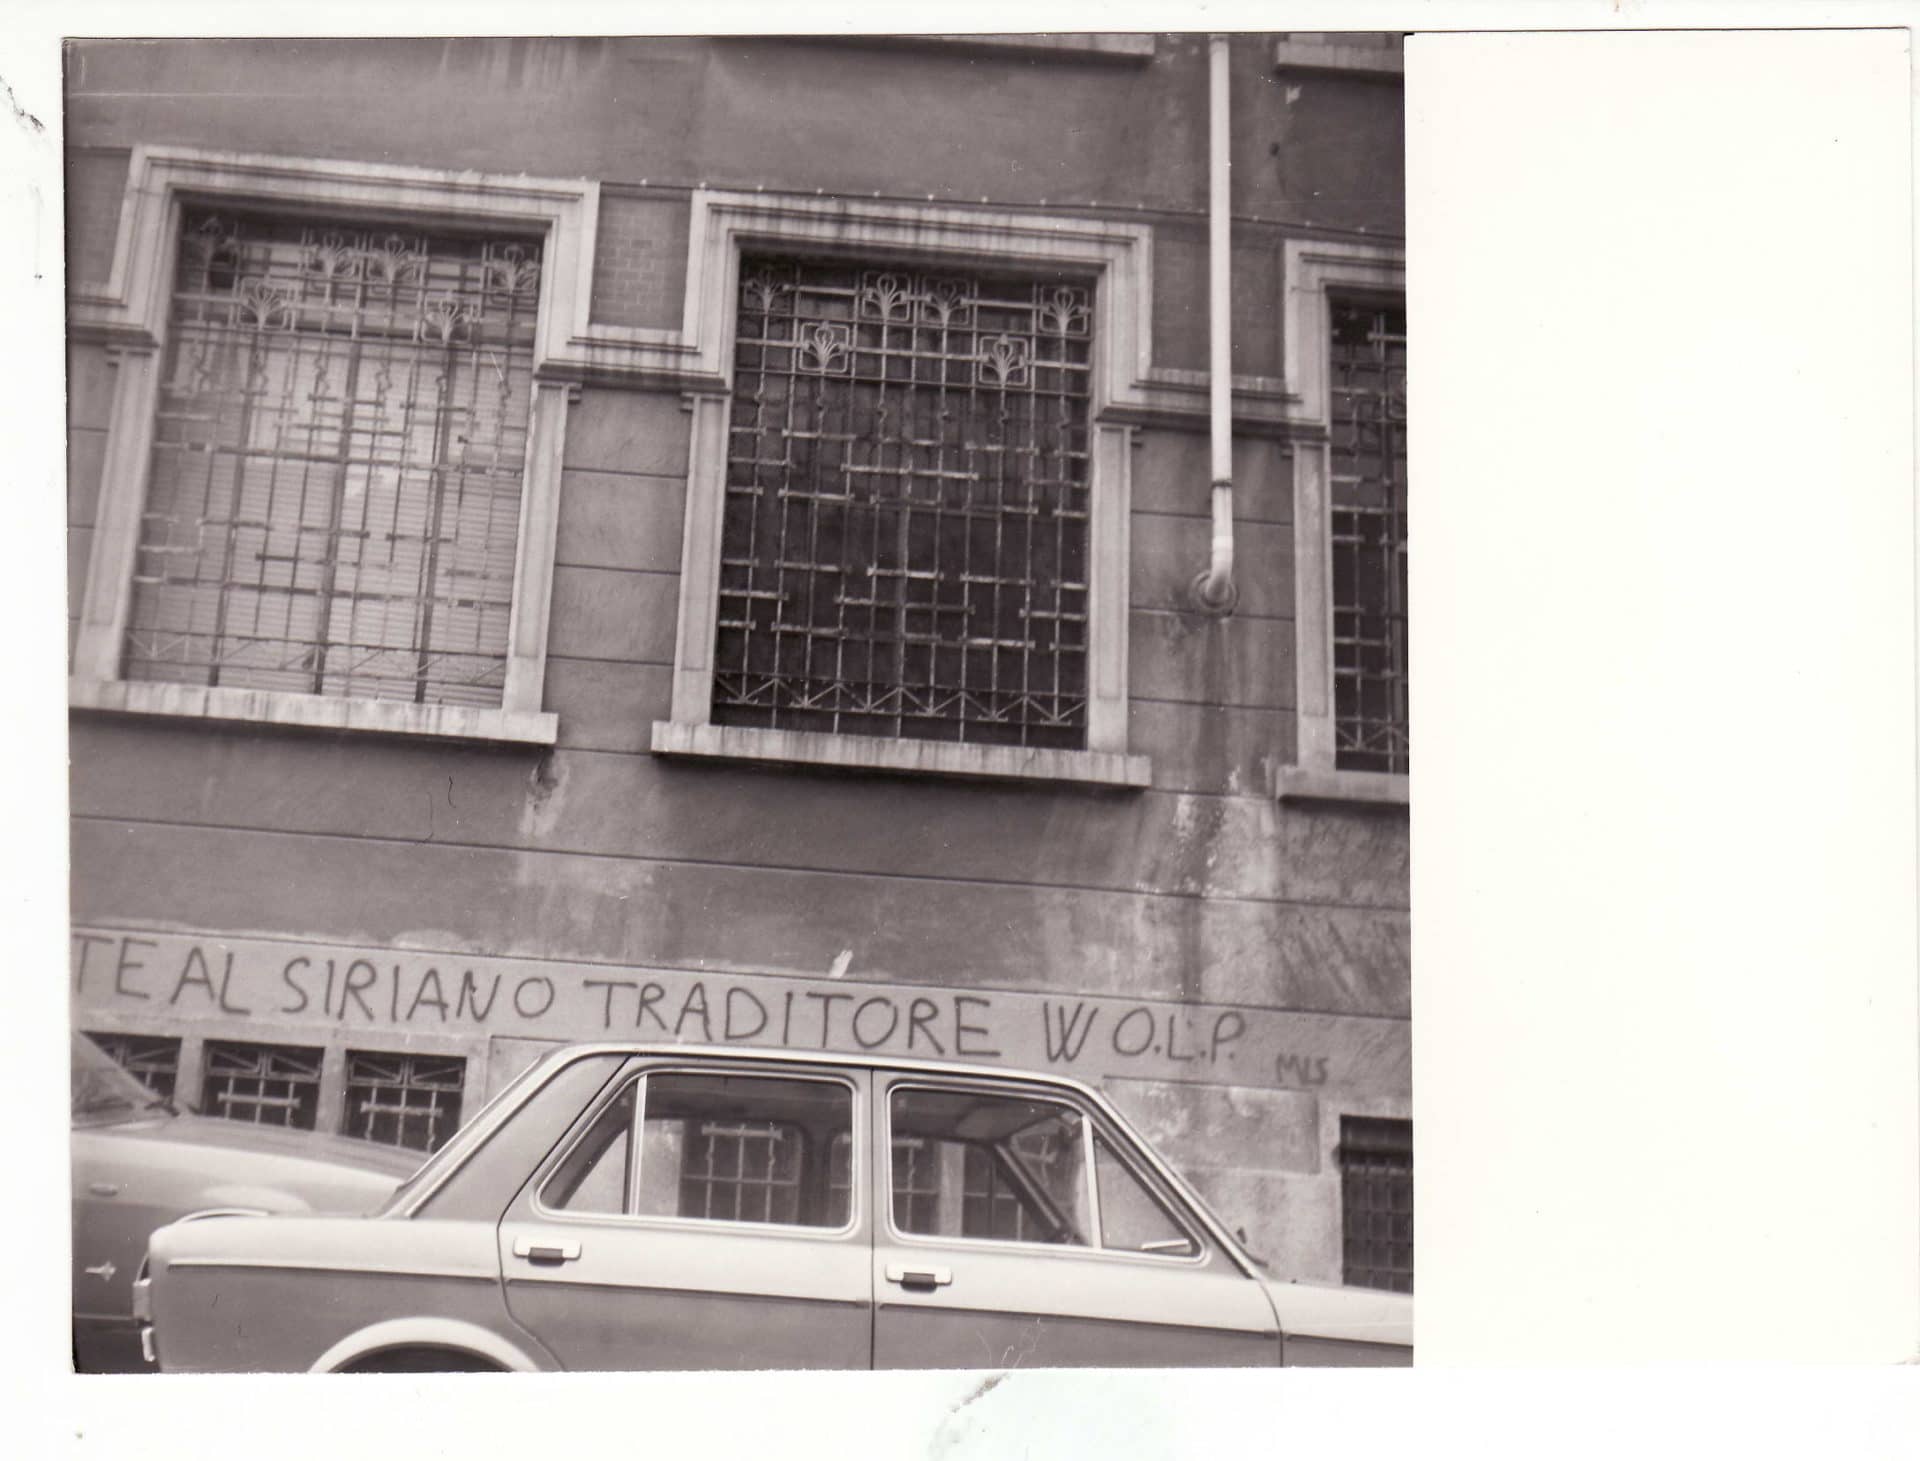 TE AL SIRIANO TRADITORE W O.L.P.
MLS